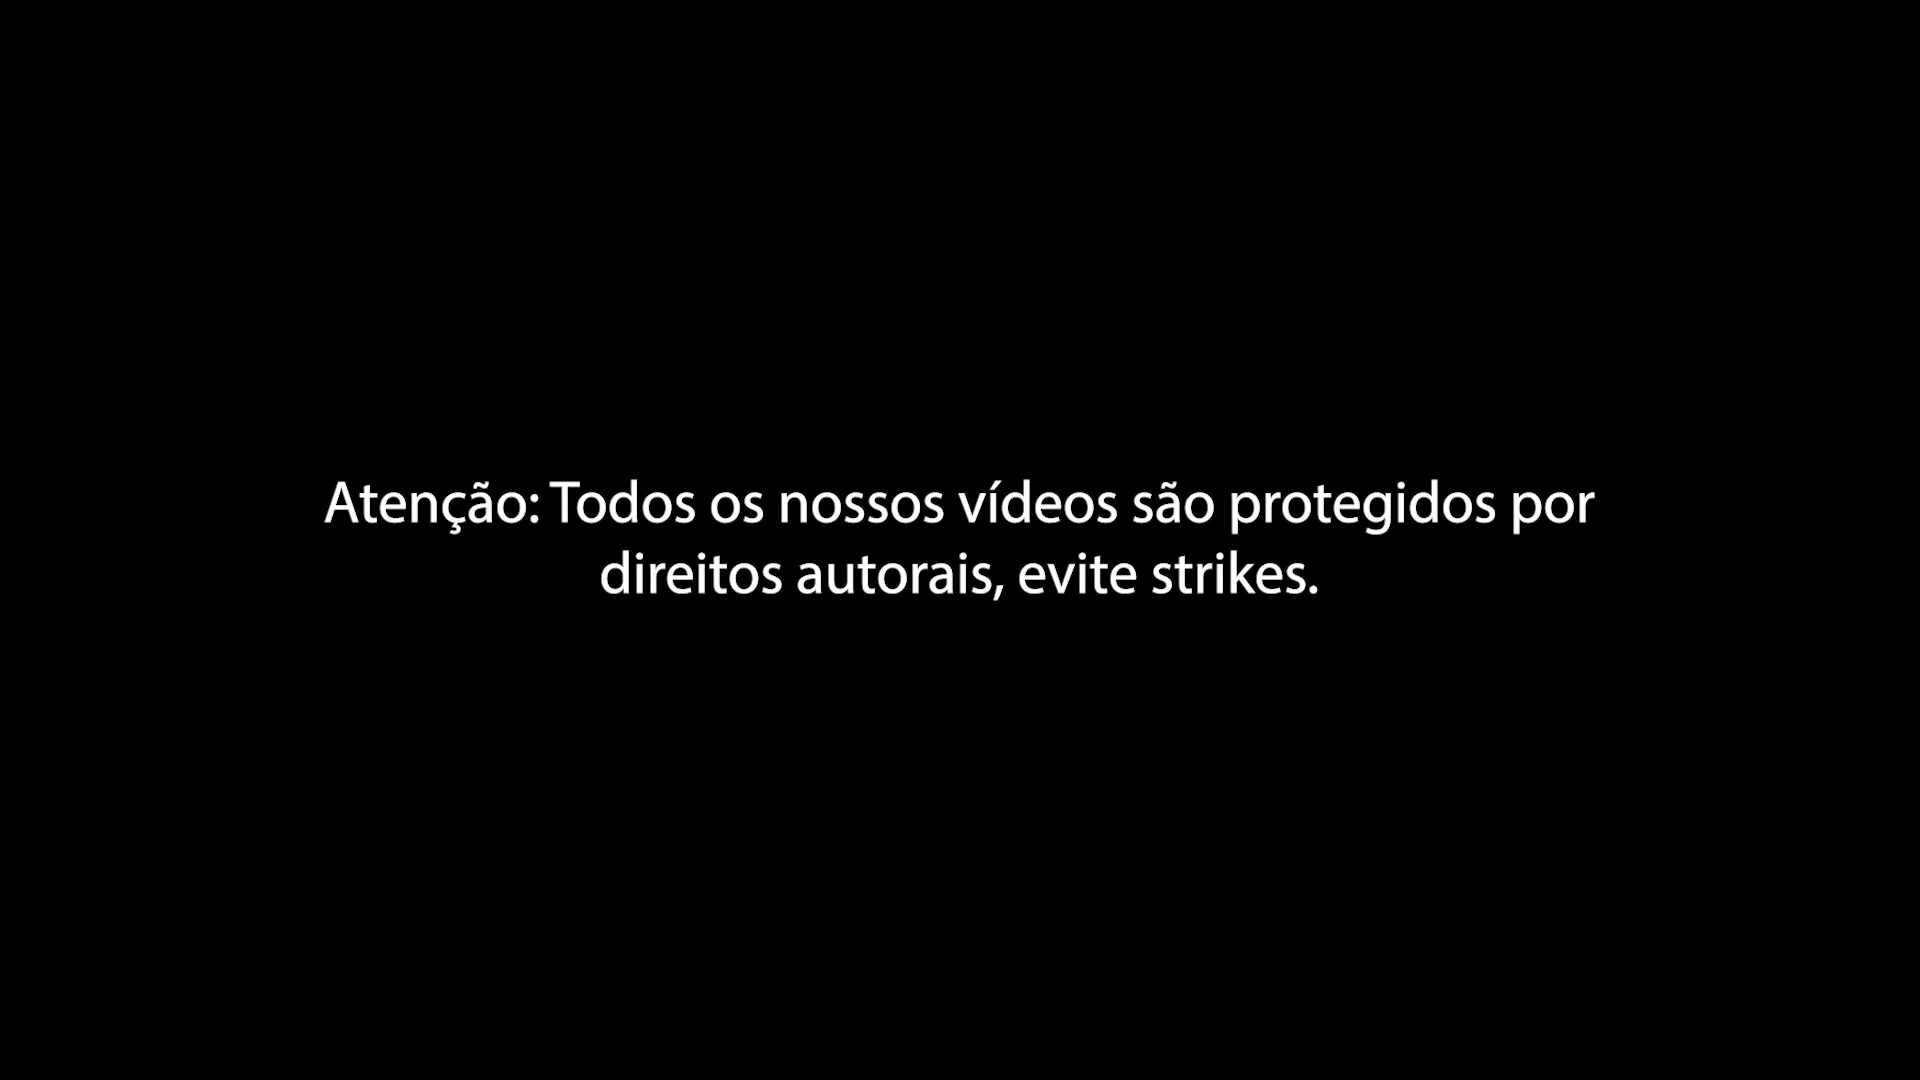 Atenção: Todos os nossos vídeos são protegidos por
direitos autorais, evite strikes.